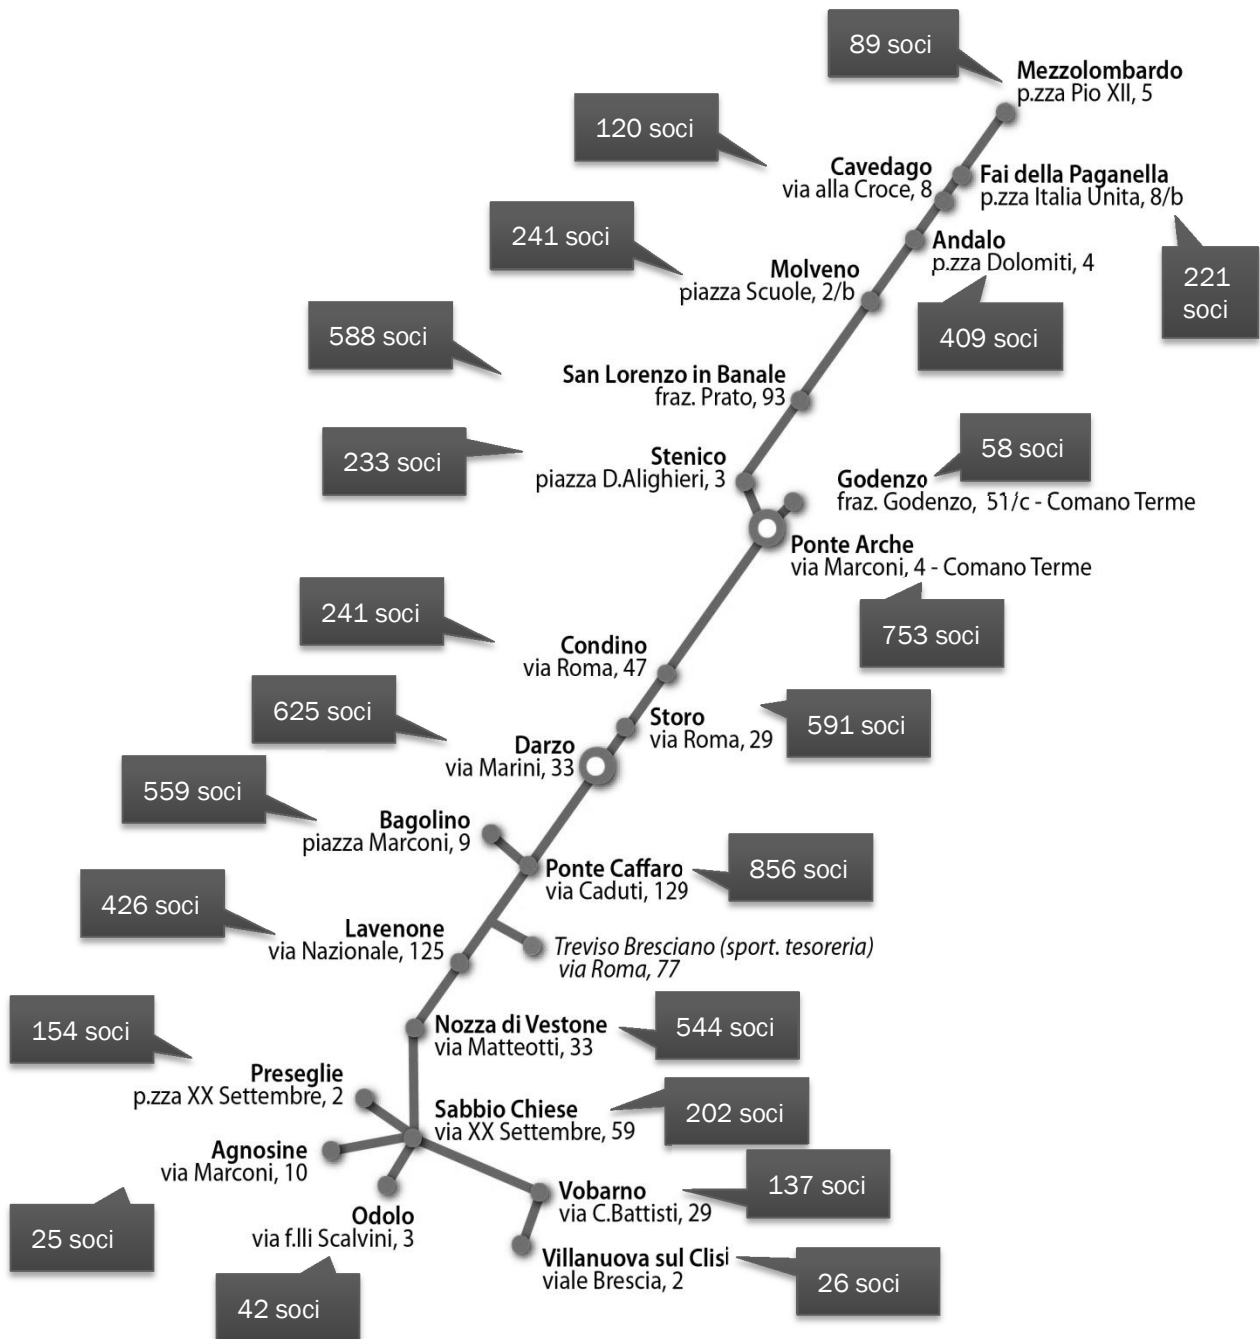 89 soci
Mezzolombardo
p.zza Pio XII, 5
120 soci
Cavedago
via alla Croce, 8
Fai della Paganella
p.zza Italia Unita, 8/b
221
soci
241 soci
Molveno
piazza Scuole, 2/b
Andalo
p.zza Dolomiti, 4
409 soci
588 soci
San Lorenzo in Banale
fraz. Prato, 93
233 soci
Stenico
piazza D.Alighieri, 3
58 soci
Godenzo
fraz. Godenzo, 51/c - Comano Terme
Ponte Arche
via Marconi, 4 - Comano Terme
753 soci
241 soci
Condino
via Roma, 47
625 soci
Storo
via Roma, 29
591 soci
Darzo
via Marini, 33
559 soci
Bagolino
piazza Marconi, 9
Ponte Caffaro
via Caduti, 129
856 soci
426 soci
Lavenone
via Nazionale, 125
Treviso Bresciano (sport. tesoreria)
via Roma, 77
154 soci
Nozza di Vestone
via Matteotti, 33
544 soci
Preseglie
p.zza XX Settembre, 2
Sabbio Chiese
via XX Settembre, 59
202 soci
Agnosine
via Marconi, 10
25 soci
Odolo
via f.lli Scalvini, 3
42 soci
Vobarno
via C.Battisti, 29
137 soci
Villanuova sul Clisi
viale Brescia, 2
26 soci